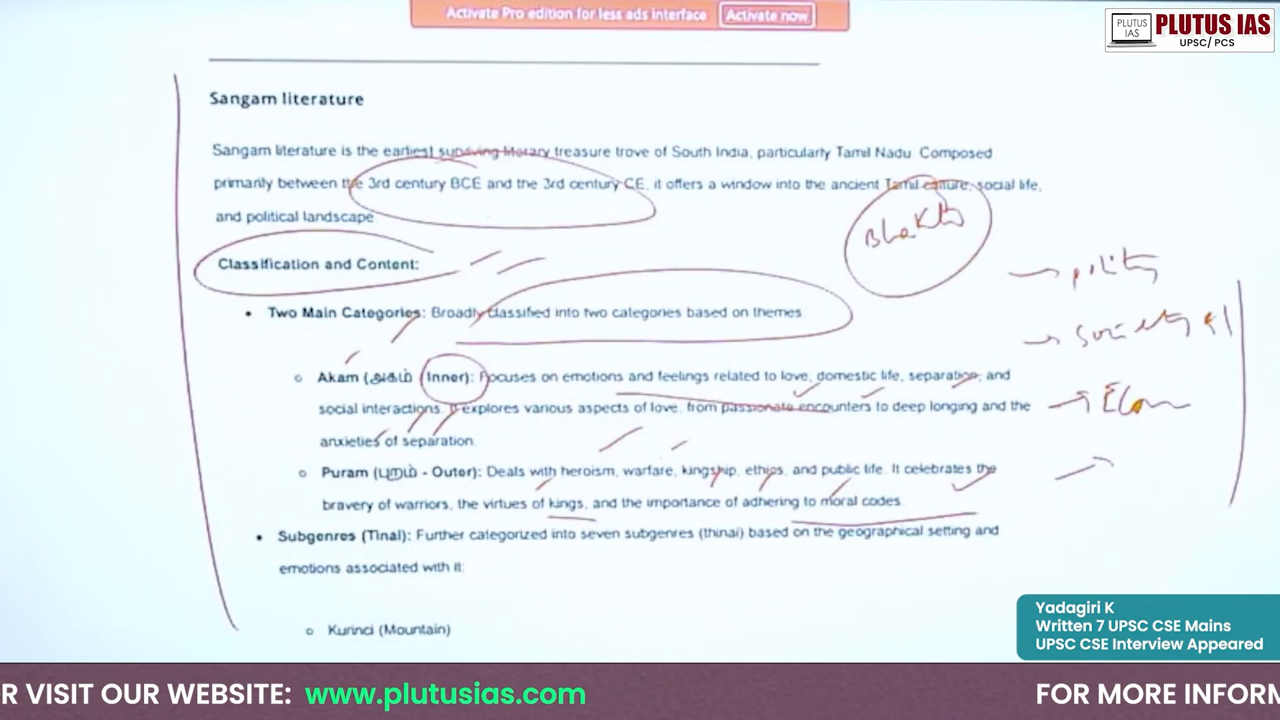 Activate Pro edition for less ads interface Activate now
PLUTUS IAS
PLUTUS IAS
UPSC/ PCS
Sangam literature
Sangam literature is the earliest surviving literary treasure trove of South India, particularly Tamil Nadu. Composed
primarily between the 3rd century BCE and the 3rd century CE, it offers a window into the ancient Tamil culture, social life,
and political landscape
Bhakti
Classification and Content:
polity
• Two Main Categories: Broadly classified into two categories based on themes
Society
o Akam (அகம் (Inner): Focuses on emotions and feelings related to love, domestic life, separation, and
social interactions. It explores various aspects of love, from passionate encounters to deep longing and the
Econ
anxieties of separation.
o Puram (புறம் - Outer): Deals with heroism, warfare, kingship, ethics, and public life. It celebrates the
bravery of warriors, the virtues of kings, and the importance of adhering to moral codes.
• Subgenres (Tinal): Further categorized into seven subgenres (thinai) based on the geographical setting and
emotions associated with it:
o Kurinci (Mountain)
Yadagiri K
Written 7 UPSC CSE Mains
UPSC CSE Interview Appeared
R VISIT OUR WEBSITE: www.plutusias.com FOR MORE INFORM